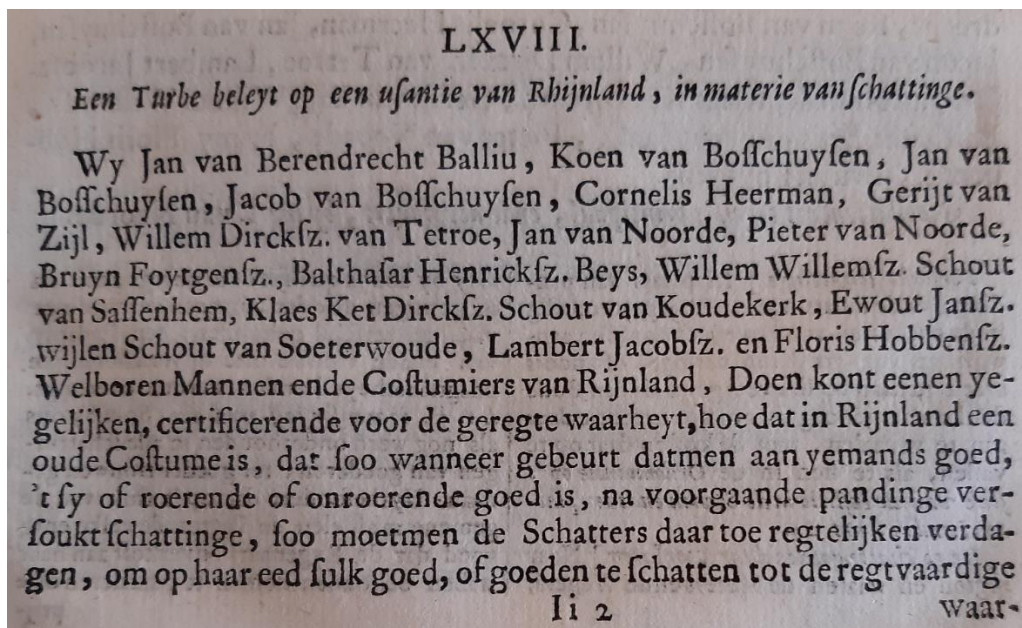 LXVIII.
Een Turbe beleyt op een uſantie van Rhijnland, in materie van ſchattinge.
Wy Jan van Berendrecht Balliu, Koen van Boſſchuyſen, Jan van
Boſſchuyſen, Jacob van Boſſchuyſen, Cornelis Heerman, Gerijt van
Zijl, Willem Dirckſz. van Tetroe, Jan van Noorde, Pieter van Noorde,
Bruyn Foytgenſz., Balthaſar Henrickſz. Beys, Willem Willemſz. Schout
van Saſſenhem, Klaes Ket Dirckſz. Schout van Koudekerk, Ewout Janſz.
wijlen Schout van Soeterwoude, Lambert Jacobſz. en Floris Hobbenſz.
Welboren Mannen ende Coſtumiers van Rijnland, Doen kont eenen ye-
gelijken, certificerende voor de geregte waarheyt, hoe dat in Rijnland een
oude Coſtume is, dat ſoo wanneer gebeurt datmen aan yemands goed,
't ſy of roerende of onroerende goed is, na voorgaande pandinge ver-
ſoukt ſchattinge, ſoo moetmen de Schatters daar toe regtelijken verda-
gen, om op haar eed ſulk goed, of goeden te ſchatten tot de regtvaardige
Ii 2 waar-